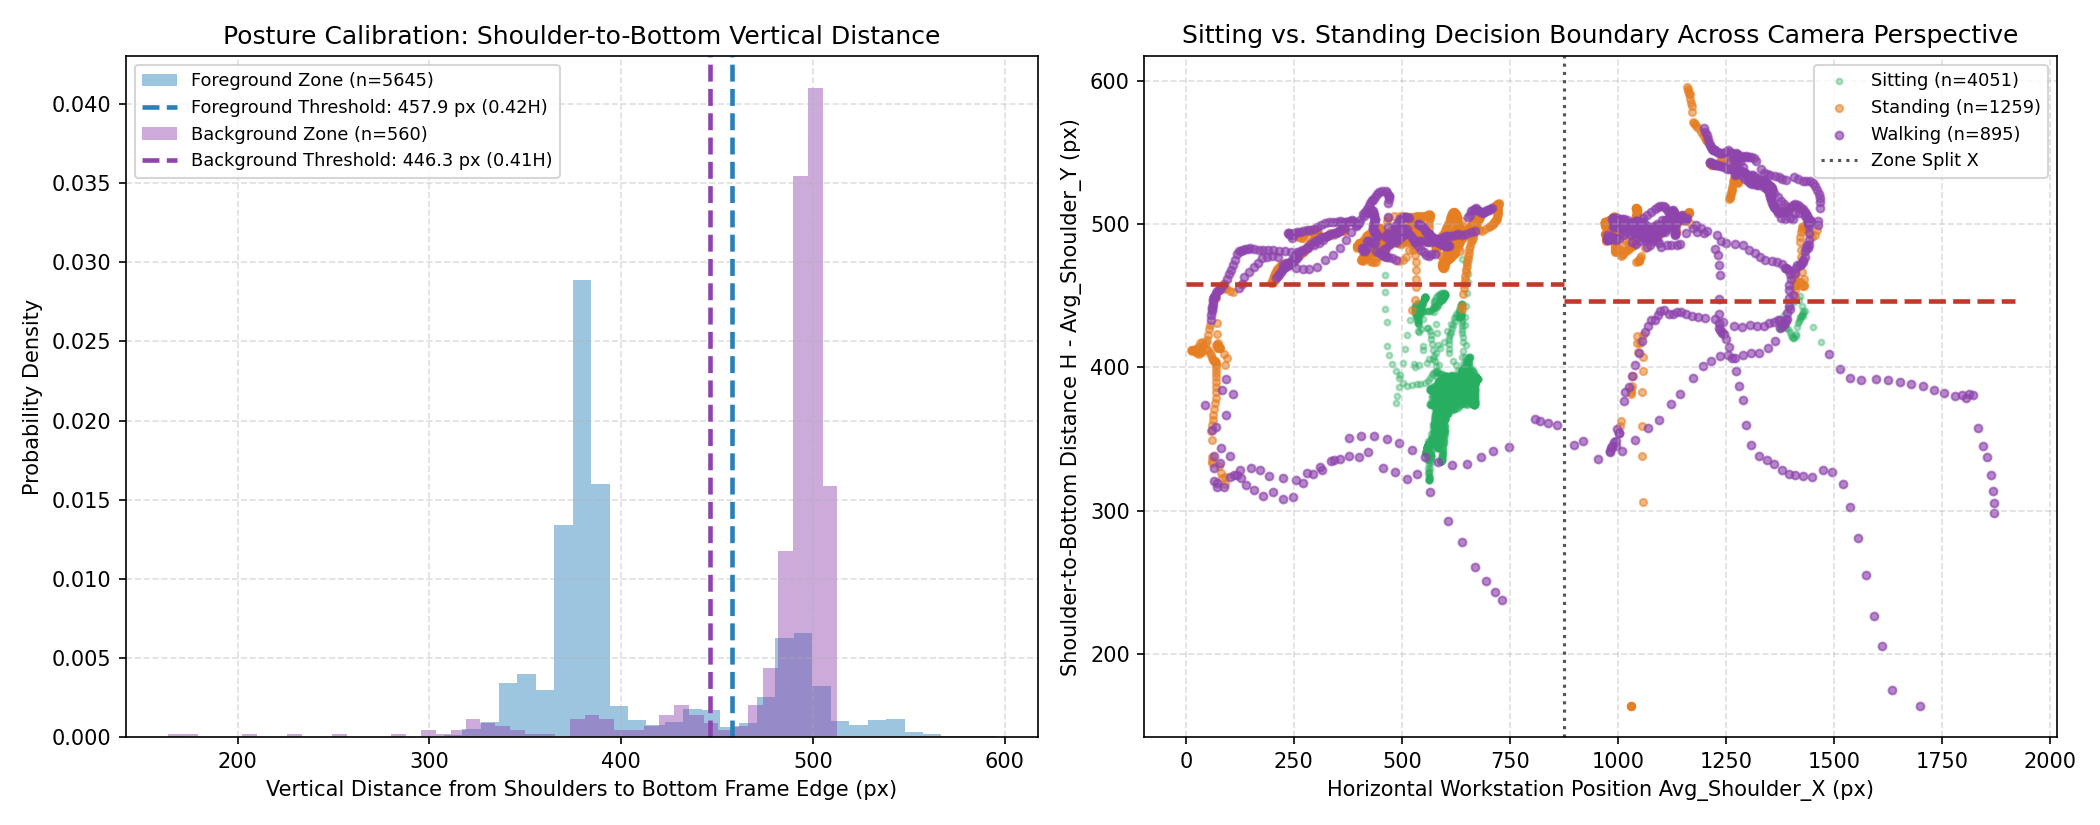 Posture Calibration: Shoulder-to-Bottom Vertical Distance
Foreground Zone (n=5645)
Foreground Threshold: 457.9 px (0.42H)
Background Zone (n=560)
Background Threshold: 446.3 px (0.41H)
0.040
0.035
0.030
0.025
0.020
0.015
0.010
0.005
0.000
Probability Density
200 300 400 500 600
Vertical Distance from Shoulders to Bottom Frame Edge (px)
Sitting vs. Standing Decision Boundary Across Camera Perspective
Sitting (n=4051)
Standing (n=1259)
Walking (n=895)
Zone Split X
600
500
400
300
200
Shoulder-to-Bottom Distance H - Avg_Shoulder_Y (px)
0 250 500 750 1000 1250 1500 1750 2000
Horizontal Workstation Position Avg_Shoulder_X (px)